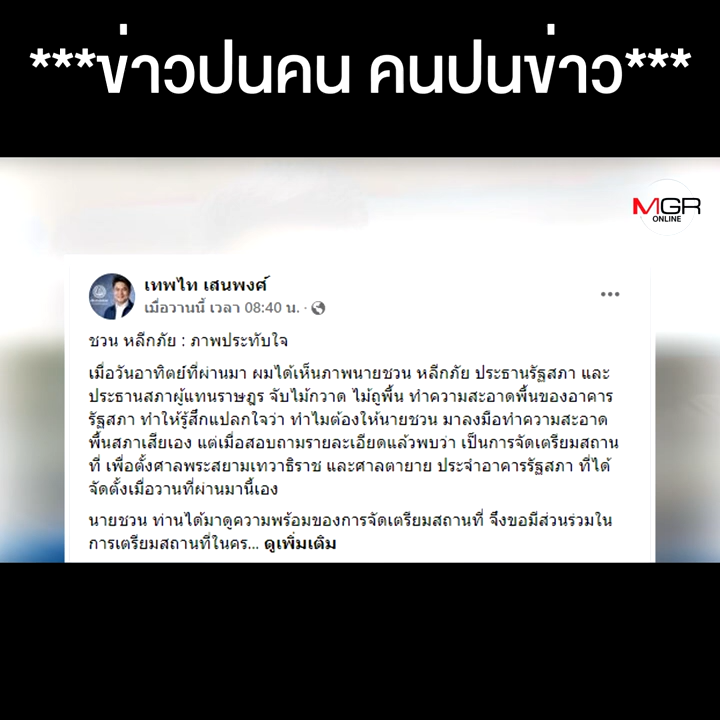 ***ข่าวปนคน คนปนข่าว***
MGR
ONLINE
เทพไท เสนพงศ์
เมื่อวานนี้ เวลา 08:40 น. ·
ชวน หลีกภัย : ภาพประทับใจ
เมื่อวันอาทิตย์ที่ผ่านมา ผมได้เห็นภาพนายชวน หลีกภัย ประธานรัฐสภา และ
ประธานสภาผู้แทนราษฎร จับไม้กวาด ไม้ถูพื้น ทำความสะอาดพื้นของอาคาร
รัฐสภา ทำให้รู้สึกแปลกใจว่า ทำไมต้องให้นายชวน มาลงมือทำความสะอาด
พื้นสภาเสียเอง แต่เมื่อสอบถามรายละเอียดแล้วพบว่า เป็นการจัดเตรียมสถาน
ที่ เพื่อตั้งศาลพระสยามเทวาธิราช และศาลตายาย ประจำอาคารรัฐสภา ที่ได้
จัดตั้งเมื่อวานที่ผ่านมานี้เอง
นายชวน ท่านได้มาดูความพร้อมของการจัดเตรียมสถานที่ จึงขอมีส่วนร่วมใน
การเตรียมสถานที่ในคร... ดูเพิ่มเติม